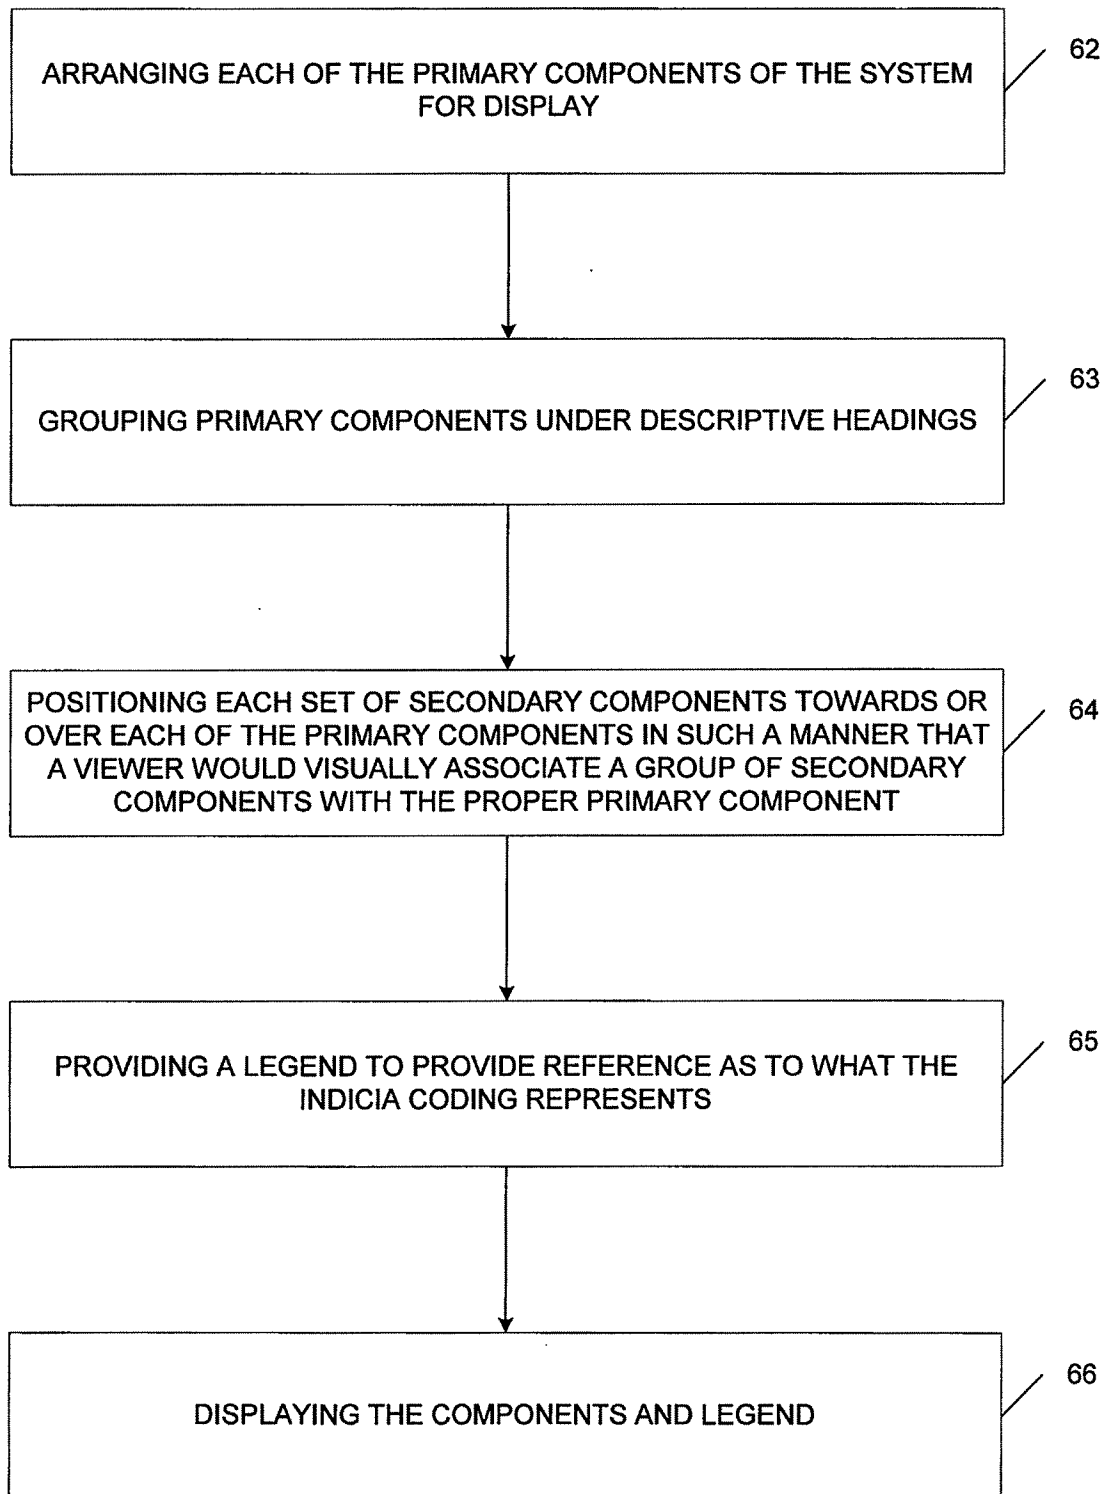 ARRANGING EACH OF THE PRIMARY COMPONENTS OF THE SYSTEM
FOR DISPLAY
62
GROUPING PRIMARY COMPONENTS UNDER DESCRIPTIVE HEADINGS
63
POSITIONING EACH SET OF SECONDARY COMPONENTS TOWARDS OR
OVER EACH OF THE PRIMARY COMPONENTS IN SUCH A MANNER THAT
A VIEWER WOULD VISUALLY ASSOCIATE A GROUP OF SECONDARY
COMPONENTS WITH THE PROPER PRIMARY COMPONENT
64
PROVIDING A LEGEND TO PROVIDE REFERENCE AS TO WHAT THE
INDICIA CODING REPRESENTS
65
DISPLAYING THE COMPONENTS AND LEGEND
66